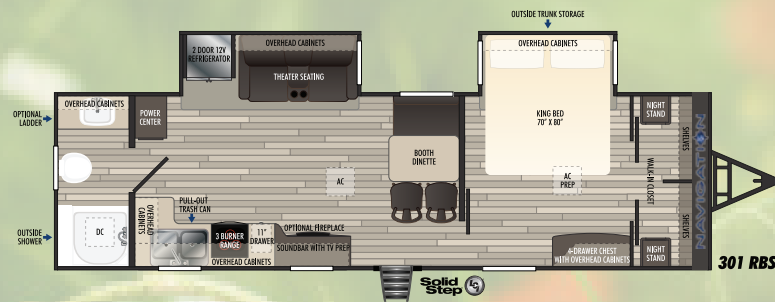 OUTSIDE TRUNK STORAGE
OVERHEAD CABINETS
2 DOOR 12V
REFRIGERATOR
THEATER SEATING
OVERHEAD CABINETS
OVERHEAD CABINETS
OPTIONAL
LADDER
POWER
CENTER
KING BED
70" X 80"
NIGHT
STAND
SHELVES
BOOTH
DINETTE
AC
AC
PREP
WALK-IN CLOSET
NAVIGATION
PULL-OUT
TRASH CAN
OUTSIDE
SHOWER
DC
OVERHEAD
CABINETS
3 BURNER
RANGE
11"
DRAWER
OPTIONAL FIREPLACE
SOUNDBAR WITH TV PREP
OVERHEAD CABINETS
4-DRAWER CHEST
WITH OVERHEAD CABINETS
NIGHT
STAND
SHELVES
301 RBS
Solid
Step